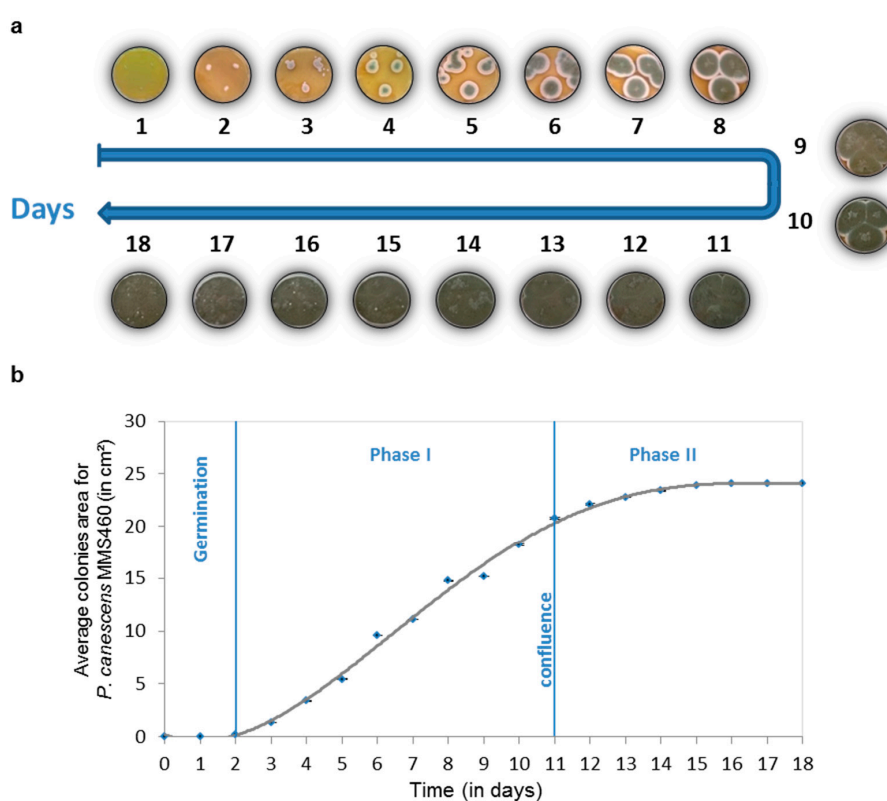 a
1 2 3 4 5 6 7 8
9
Days
10
18 17 16 15 14 13 12 11
b
30
25
20
15
10
5
0
Average colonies area for
P. canescens MMS460 (in cm²)
Germination
Phase I
confluence
Phase II
0 1 2 3 4 5 6 7 8 9 10 11 12 13 14 15 16 17 18
Time (in days)